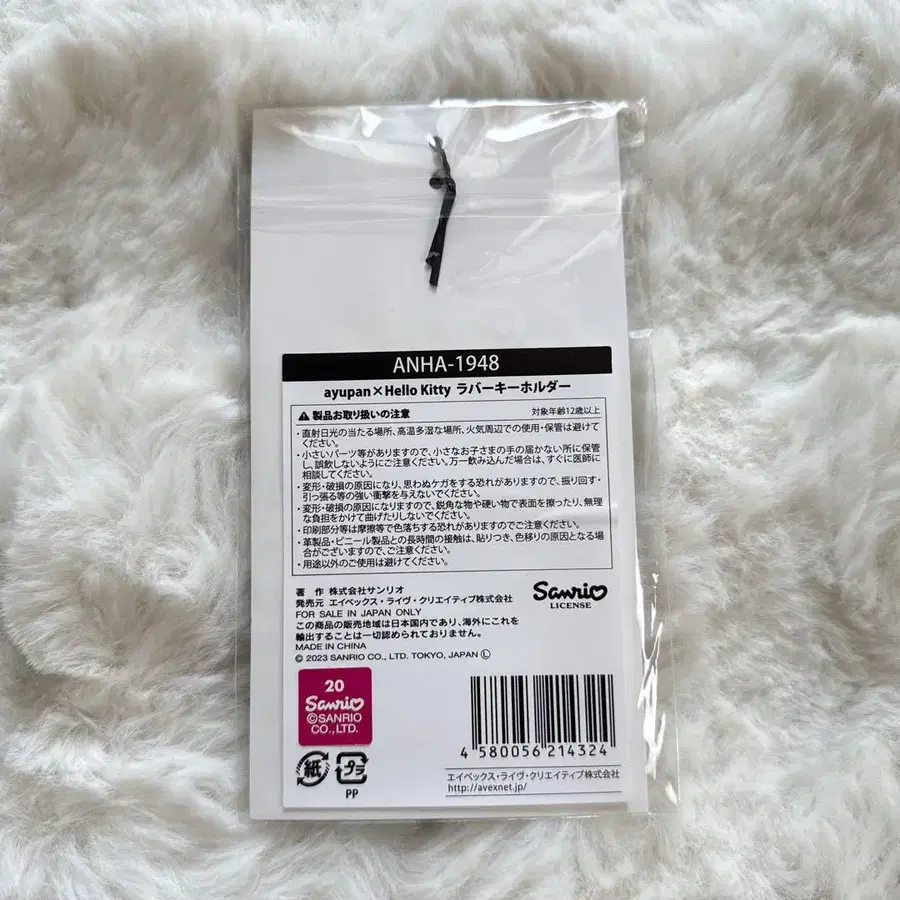 ANHA-1948
ayupan×Hello Kitty ラバーキーホルダー
⚠ 製品お取り扱いの注意 対象年齢12歳以上
・直射日光の当たる場所、高温多湿な場所、火気周辺での使用・保管は避けて
ください。
・小さいパーツ等がありますので、小さなお子さまの手の届かない所に保管
し、誤飲しないようにご注意ください。万一飲み込んだ場合は、すぐに医師に
相談してください。
・変形・破損の原因になり、思わぬケガをする恐れがありますので、振り回す・
引っ張る等の強い衝撃を与えないでください。
・変形・破損の原因になりますので、鋭角な物や硬い物で表面を擦ったり、無理
な負担をかけて曲げたりしないでください。
・印刷部分等は摩擦等で色落ちする恐れがありますのでご注意ください。
・革製品・ビニール製品との長時間の接触は、貼りつき、色移りの原因となる場
合がございますので、ご注意ください。
・用途以外のご使用は避けてください。
著 作 株式会社サンリオ
発売元 エイベックス・ライヴ・クリエイティブ株式会社
FOR SALE IN JAPAN ONLY
この商品の販売地域は日本国内であり、海外にこれを
輸出することは一切認められておりません。
MADE IN CHINA
© 2023 SANRIO CO., LTD. TOKYO, JAPAN Ⓛ
Sanrio
LICENSE
20
Sanrio
©SANRIO
CO.,LTD.
紙
プラ
PP
4 580056 214324
エイベックス・ライヴ・クリエイティブ株式会社
http://avexnet.jp/